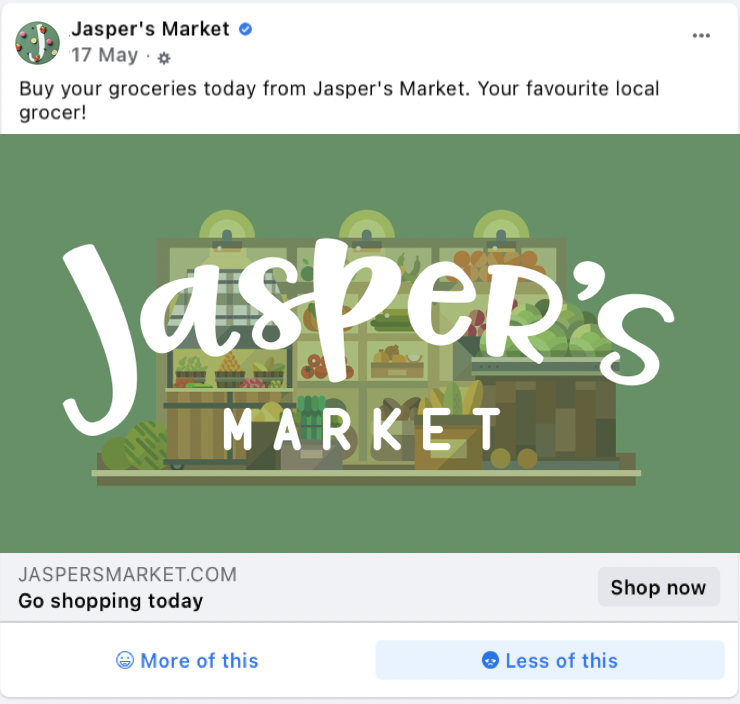 Jasper's Market
17 May ·
Buy your groceries today from Jasper's Market. Your favourite local
grocer!
Jasper's
MARKET
JASPERSMARKET.COM
Go shopping today
Shop now
More of this
Less of this